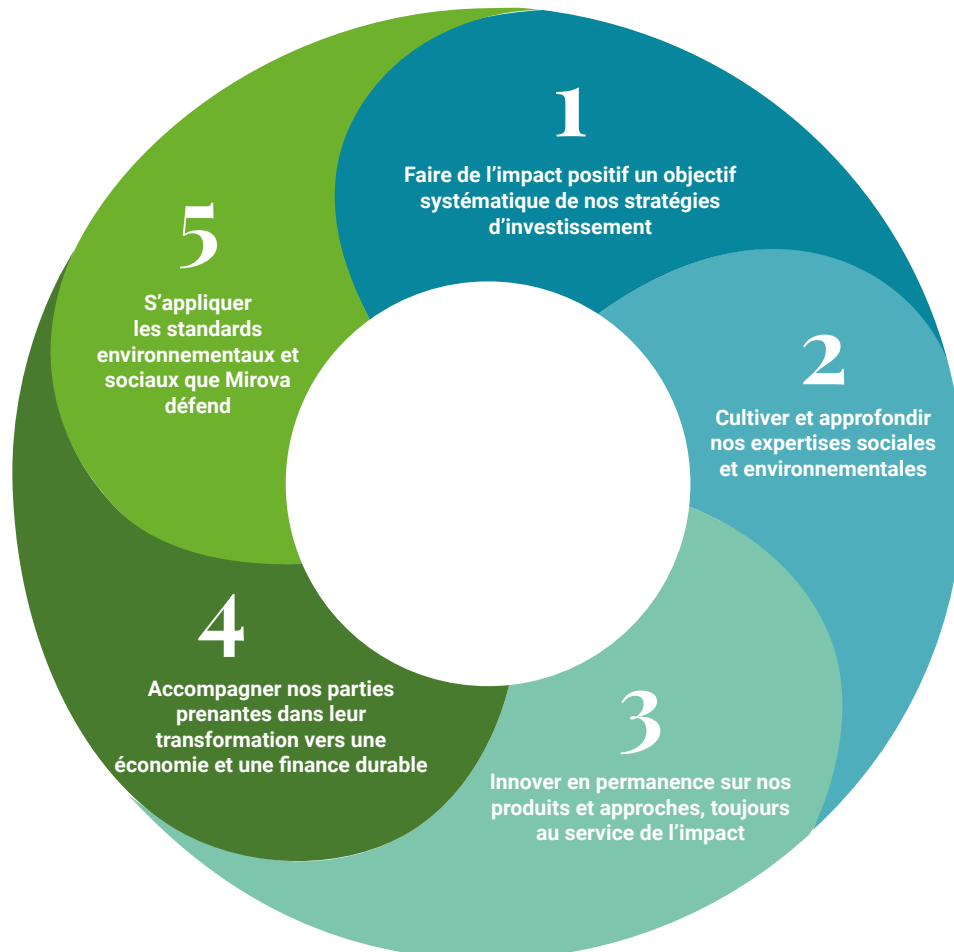 1
Faire de l’impact positif un objectif
systématique de nos stratégies
d’investissement
2
Cultiver et approfondir
nos expertises sociales
et environnementales
3
Innover en permanence sur nos
produits et approches, toujours
au service de l’impact
4
Accompagner nos parties
prenantes dans leur
transformation vers une
économie et une finance durable
5
S’appliquer
les standards
environnementaux et
sociaux que Mirova
défend